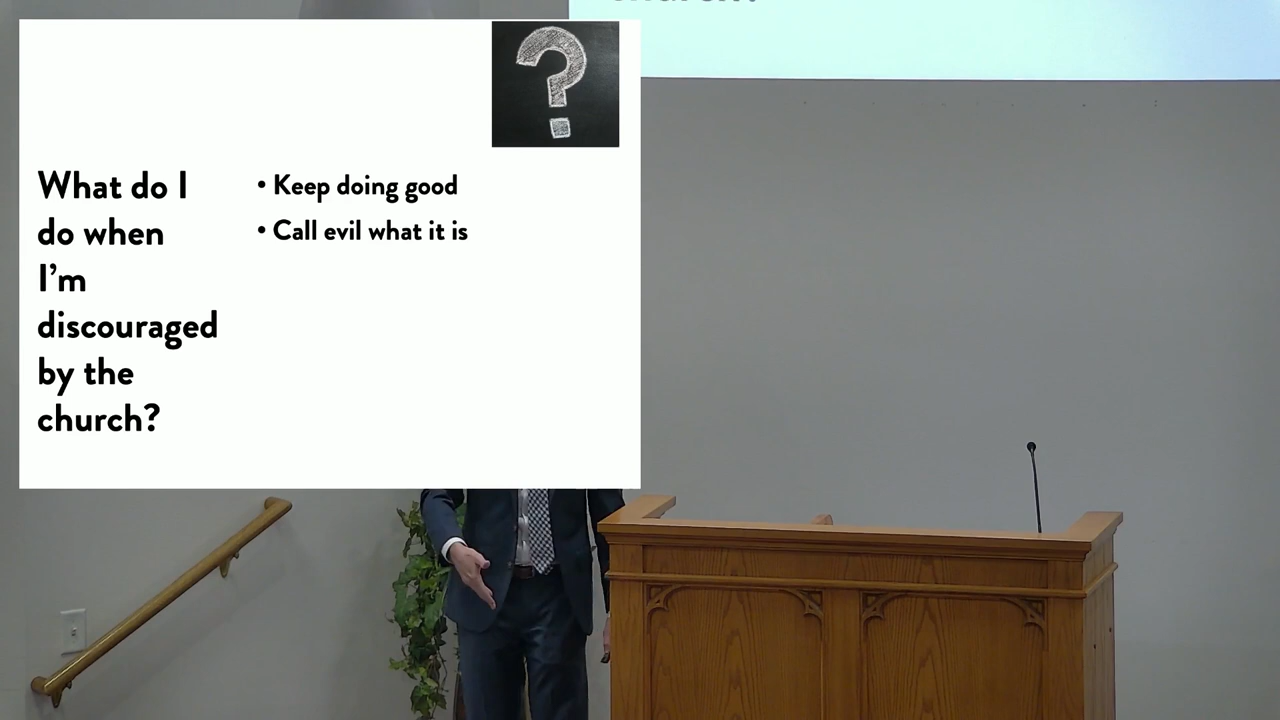 What do I
do when
I'm
discouraged
by the
church?
• Keep doing good
• Call evil what it is